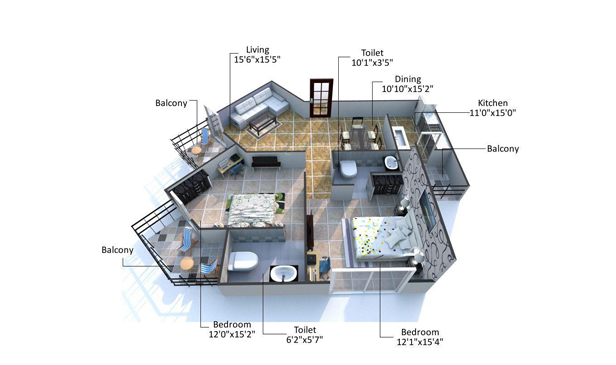 Living
15'6"x15'5"
Toilet
10'1"x3'5"
Dining
10'10"x15'2"
Balcony
Kitchen
11'0"x15'0"
Balcony
Balcony
Bedroom
12'0"x15'2"
Toilet
6'2"x5'7"
Bedroom
12'1"x15'4"